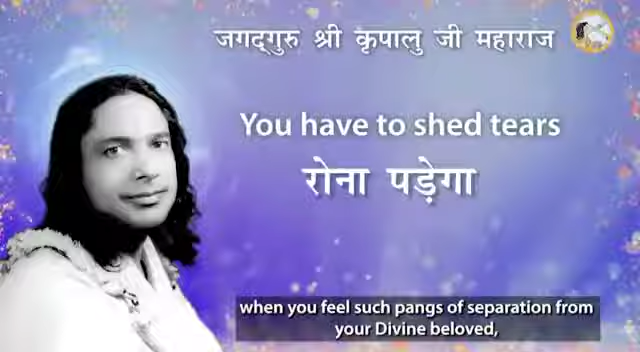 जगद्गुरु श्री कृपालु जी महाराज
You have to shed tears
रोना पड़ेगा
when you feel such pangs of separation from
your Divine beloved,